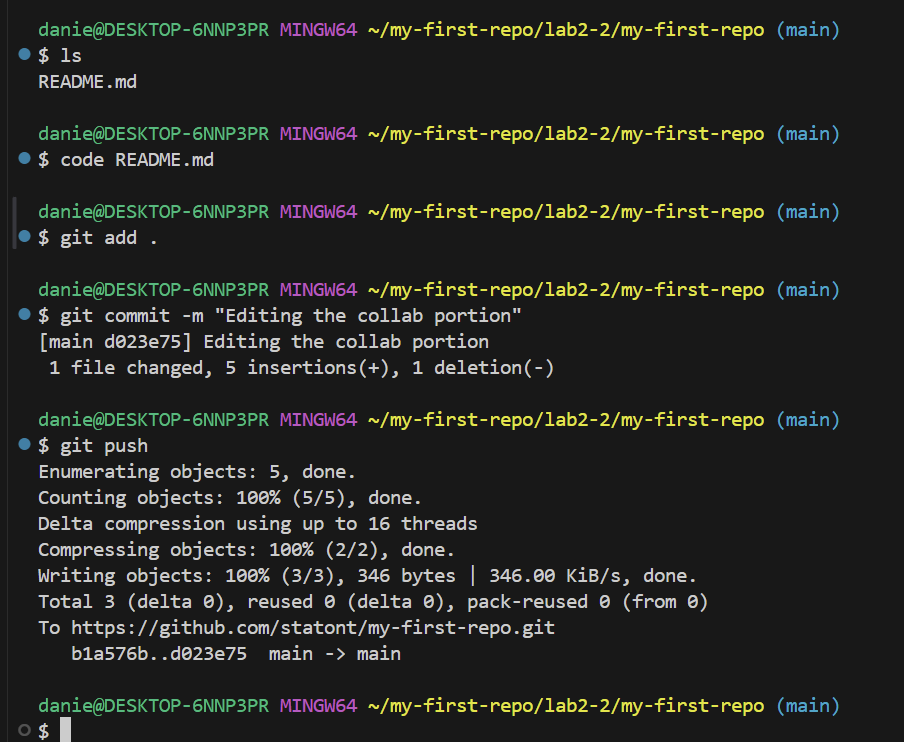 danie@DESKTOP-6NNP3PR MINGW64 ~/my-first-repo/lab2-2/my-first-repo (main)
$ ls
README.md
danie@DESKTOP-6NNP3PR MINGW64 ~/my-first-repo/lab2-2/my-first-repo (main)
$ code README.md
danie@DESKTOP-6NNP3PR MINGW64 ~/my-first-repo/lab2-2/my-first-repo (main)
$ git add .
danie@DESKTOP-6NNP3PR MINGW64 ~/my-first-repo/lab2-2/my-first-repo (main)
$ git commit -m "Editing the collab portion"
[main d023e75] Editing the collab portion
 1 file changed, 5 insertions(+), 1 deletion(-)
danie@DESKTOP-6NNP3PR MINGW64 ~/my-first-repo/lab2-2/my-first-repo (main)
$ git push
Enumerating objects: 5, done.
Counting objects: 100% (5/5), done.
Delta compression using up to 16 threads
Compressing objects: 100% (2/2), done.
Writing objects: 100% (3/3), 346 bytes | 346.00 KiB/s, done.
Total 3 (delta 0), reused 0 (delta 0), pack-reused 0 (from 0)
To https://github.com/statont/my-first-repo.git
   b1a576b..d023e75  main -> main
danie@DESKTOP-6NNP3PR MINGW64 ~/my-first-repo/lab2-2/my-first-repo (main)
$